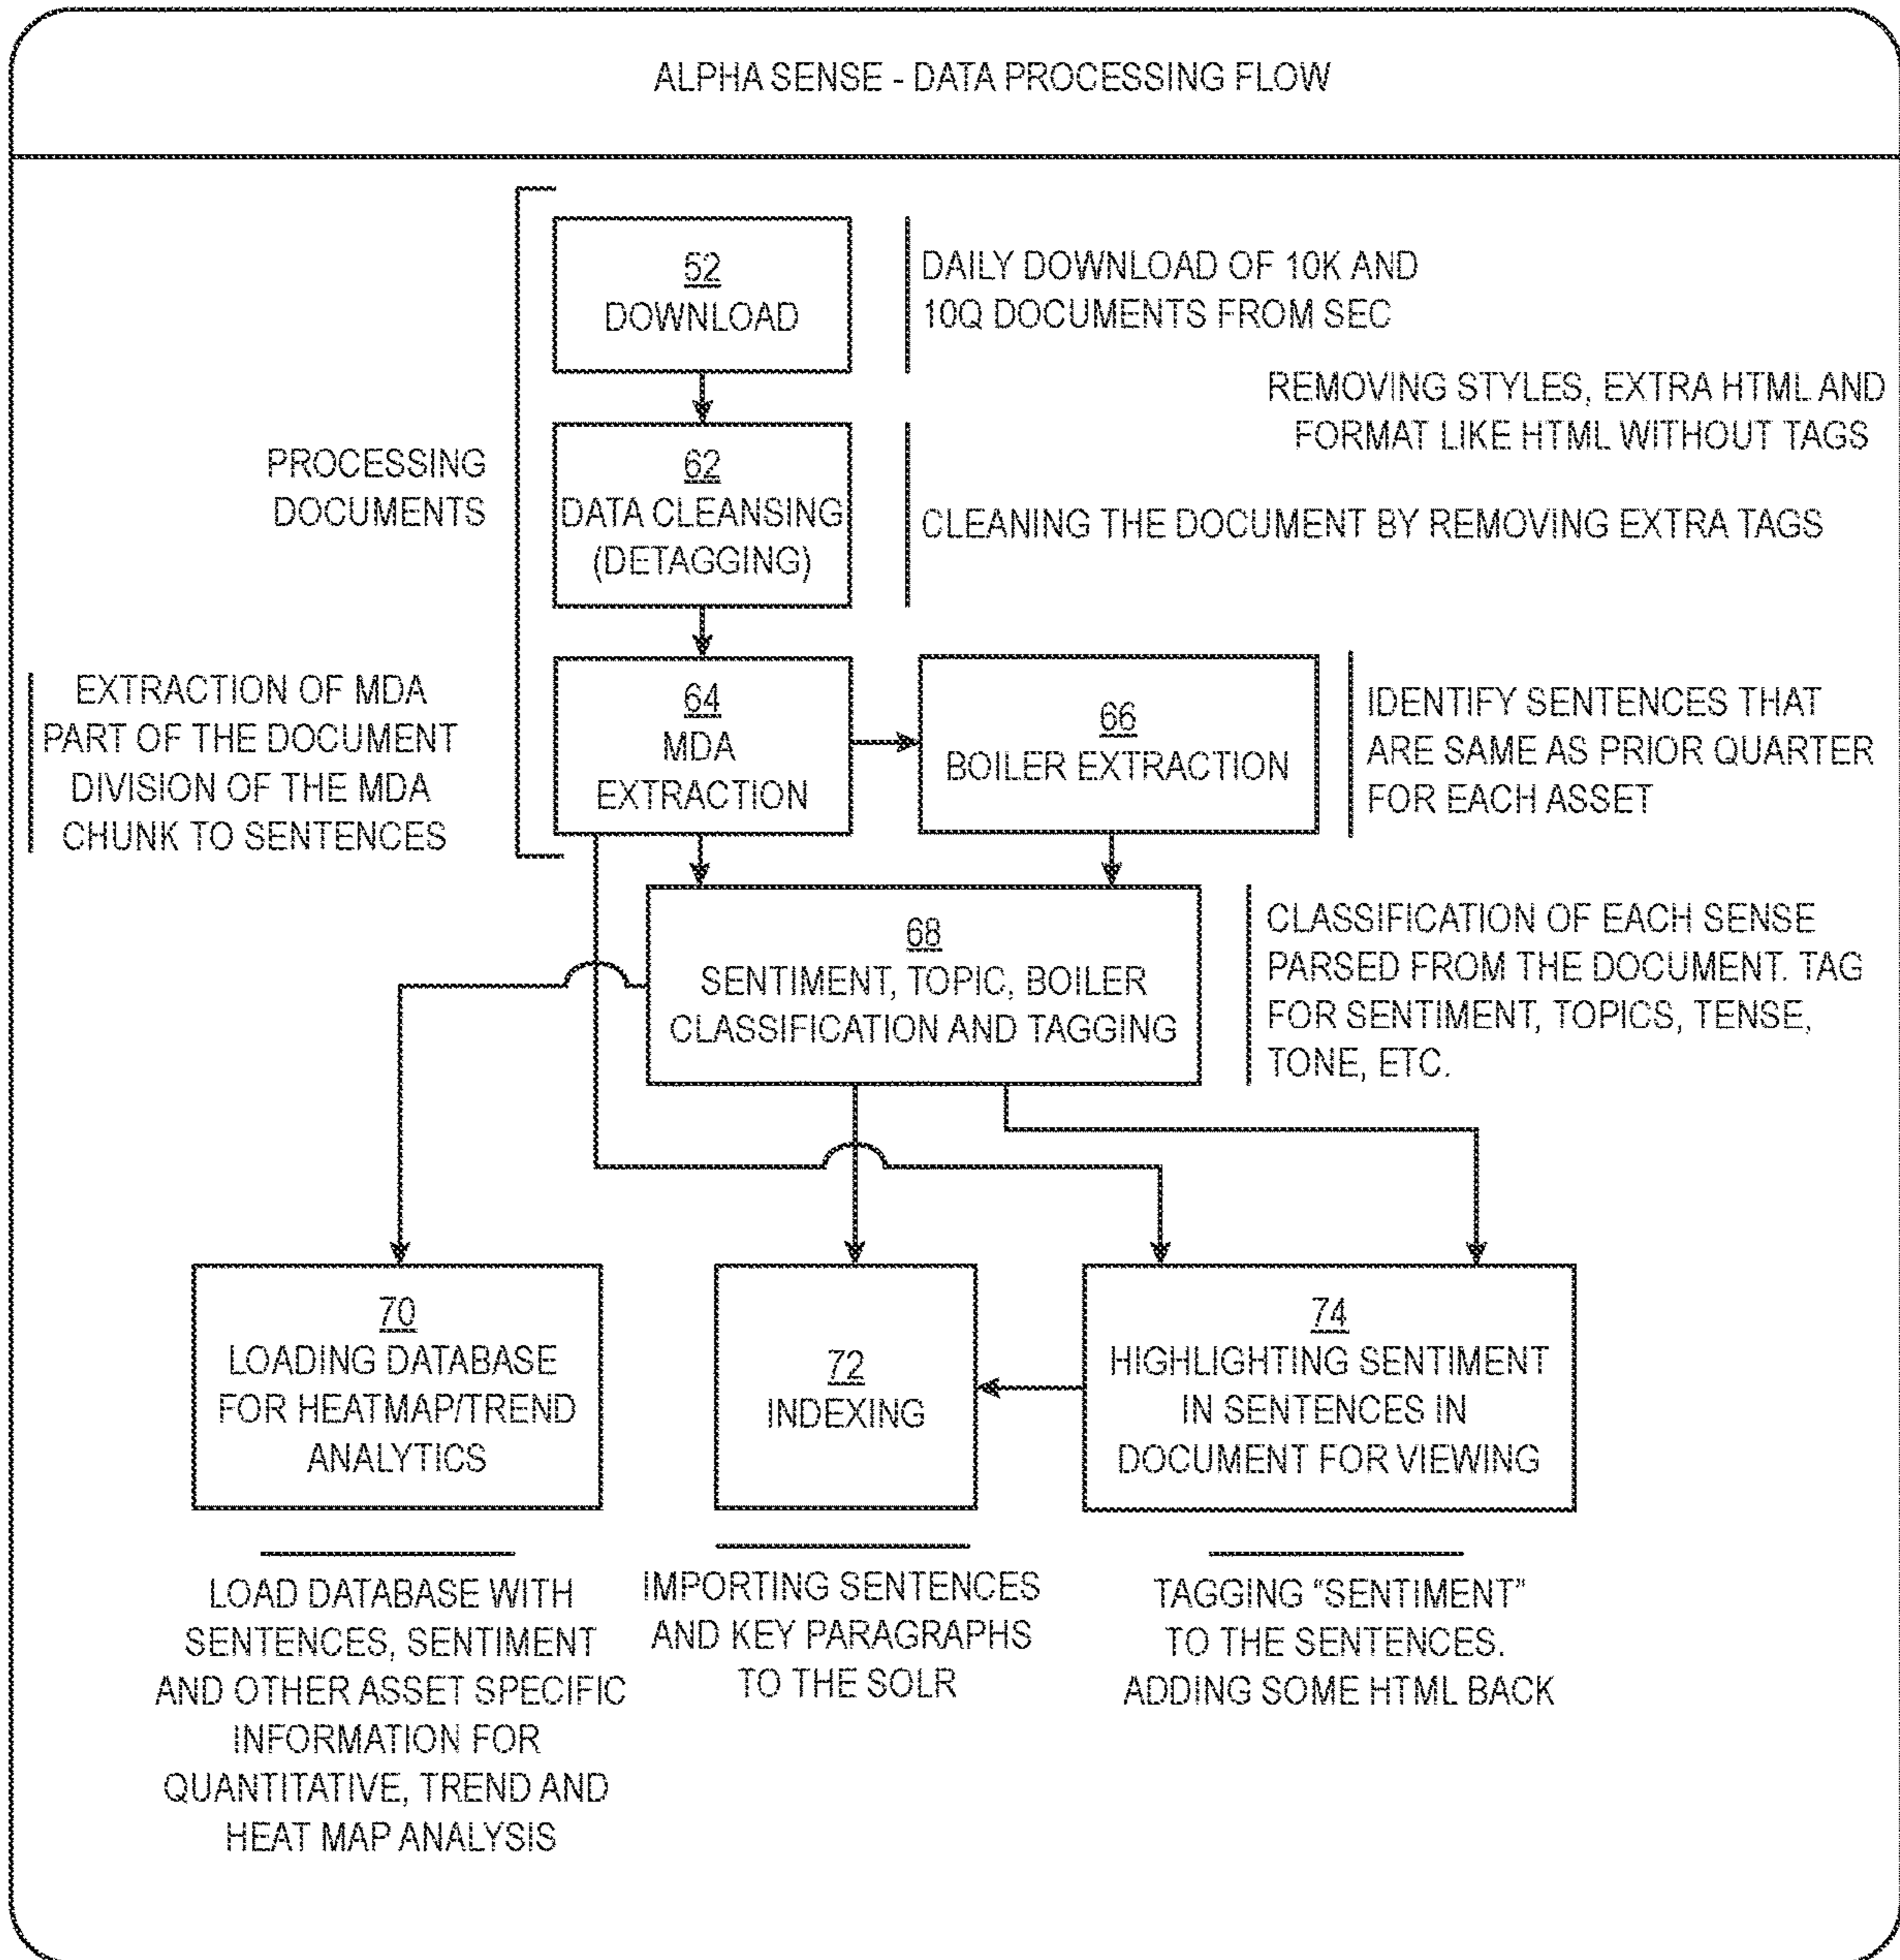 ALPHA SENSE - DATA PROCESSING FLOW
52
DOWNLOAD
DAILY DOWNLOAD OF 10K AND
10Q DOCUMENTS FROM SEC
REMOVING STYLES, EXTRA HTML AND
FORMAT LIKE HTML WITHOUT TAGS
PROCESSING
DOCUMENTS
62
DATA CLEANSING
(DETAGGING)
CLEANING THE DOCUMENT BY REMOVING EXTRA TAGS
EXTRACTION OF MDA
PART OF THE DOCUMENT
DIVISION OF THE MDA
CHUNK TO SENTENCES
64
MDA
EXTRACTION
66
BOILER EXTRACTION
IDENTIFY SENTENCES THAT
ARE SAME AS PRIOR QUARTER
FOR EACH ASSET
68
SENTIMENT, TOPIC, BOILER
CLASSIFICATION AND TAGGING
CLASSIFICATION OF EACH SENSE
PARSED FROM THE DOCUMENT. TAG
FOR SENTIMENT, TOPICS, TENSE,
TONE, ETC.
70
LOADING DATABASE
FOR HEATMAP/TREND
ANALYTICS
72
INDEXING
74
HIGHLIGHTING SENTIMENT
IN SENTENCES IN
DOCUMENT FOR VIEWING
LOAD DATABASE WITH
SENTENCES, SENTIMENT
AND OTHER ASSET SPECIFIC
INFORMATION FOR
QUANTITATIVE, TREND AND
HEAT MAP ANALYSIS
IMPORTING SENTENCES
AND KEY PARAGRAPHS
TO THE SOLR
TAGGING “SENTIMENT”
TO THE SENTENCES.
ADDING SOME HTML BACK